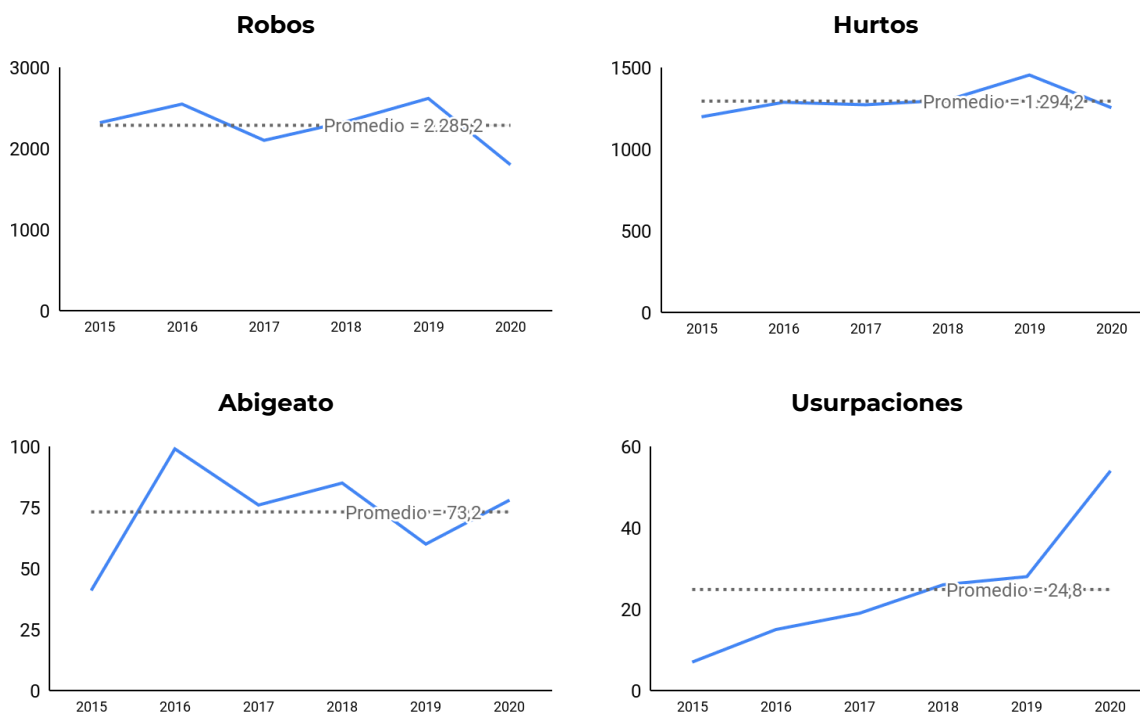 Robos
3000
2000
1000
0
Promedio = 2.285,2
2015 2016 2017 2018 2019 2020
Hurtos
1500
1000
500
0
Promedio = 1.294,2
2015 2016 2017 2018 2019 2020
Abigeato
100
75
50
25
0
Promedio = 73,2
2015 2016 2017 2018 2019 2020
Usurpaciones
60
40
20
0
Promedio = 24,8
2015 2016 2017 2018 2019 2020